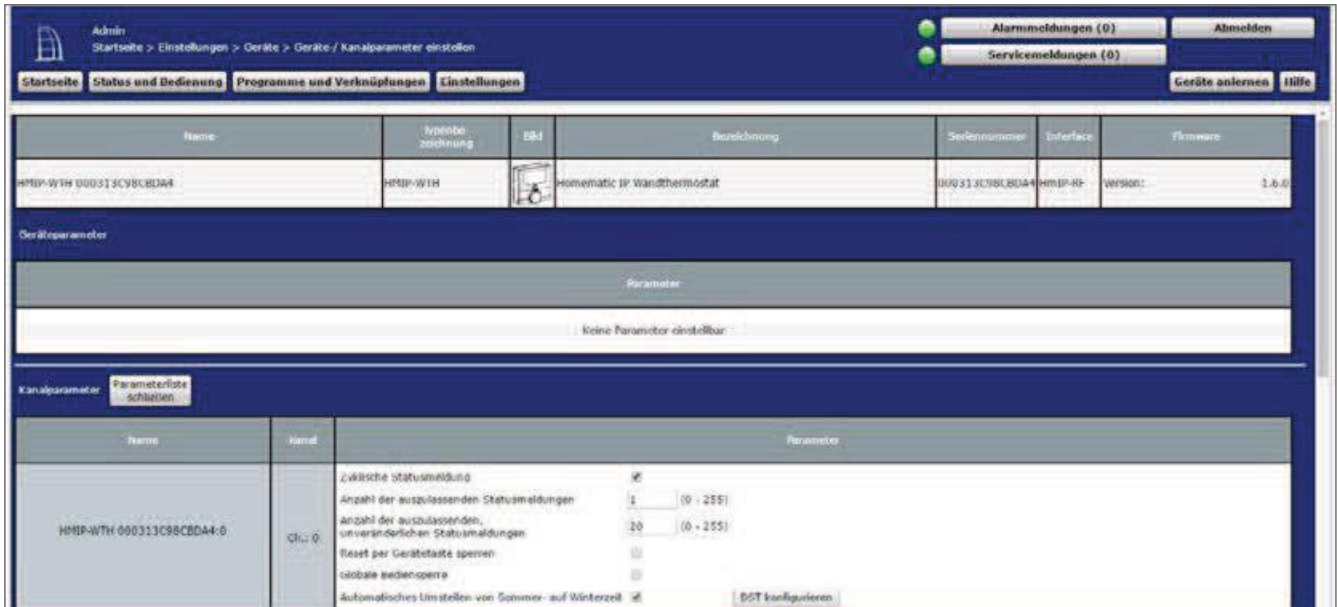 Admin
Startseite > Einstellungen > Geräte > Geräte-/ Kanalparameter einstellen
Alarmmeldungen (0)
Abmelden
Servicemeldungen (0)
Startseite
Status und Bedienung
Programme und Verknüpfungen
Einstellungen
Geräte anlernen
Hilfe
Name
Typenbe-
zeichnung
Bild
Bezeichnung
Seriennummer
Interface
Firmware
HMIP-WTH 000313C98CBDA4
HMIP-WTH
Homematic IP Wandthermostat
000313C98CBDA4
HmIP-RF
Version:
1.6.0
Geräteparameter
Parameter
Keine Parameter einstellbar
Kanalparameter
Parameterliste
schließen
Name
Kanal
Parameter
HMIP-WTH 000313C98CBDA4:0
Ch.: 0
Zyklische Statusmeldung
Anzahl der auszulassenden Statusmeldungen
1
(0 - 255)
Anzahl der auszulassenden,
unveränderlichen Statusmeldungen
20
(0 - 255)
Reset per Gerätetaste sperren
Globale Bediensperre
Automatisches Umstellen von Sommer- auf Winterzeit
DST konfigurieren